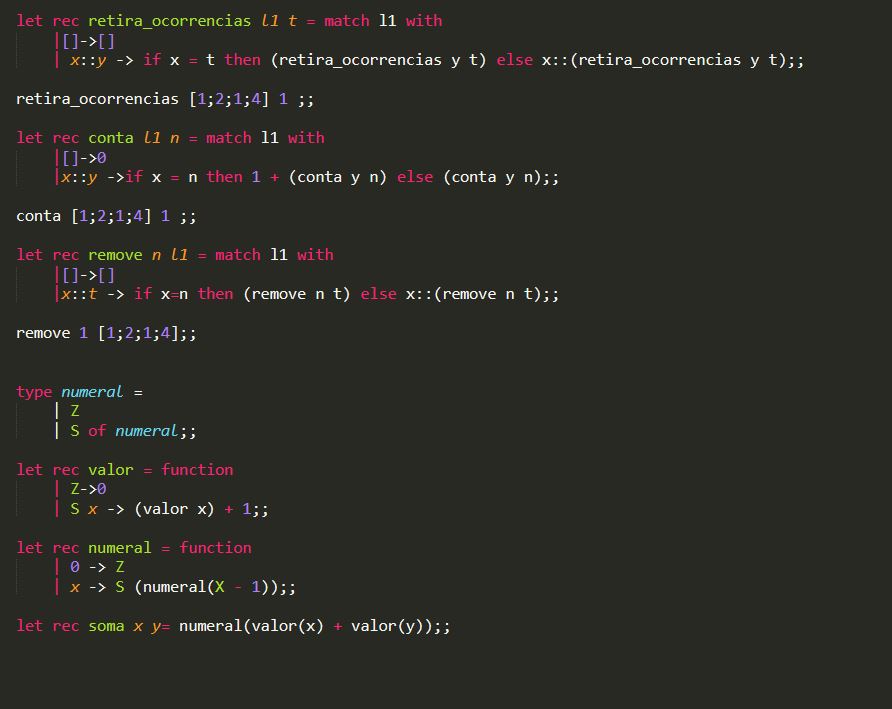 let rec retira_ocorrencias l1 t = match l1 with
|[]->[]
| x::y -> if x = t then (retira_ocorrencias y t) else x::(retira_ocorrencias y t);;
retira_ocorrencias [1;2;1;4] 1 ;;
let rec conta l1 n = match l1 with
|[]->0
|x::y ->if x = n then 1 + (conta y n) else (conta y n);;
conta [1;2;1;4] 1 ;;
let rec remove n l1 = match l1 with
|[]->[]
|x::t -> if x=n then (remove n t) else x::(remove n t);;
remove 1 [1;2;1;4];;
type numeral =
| Z
| S of numeral;;
let rec valor = function
| Z->0
| S x -> (valor x) + 1;;
let rec numeral = function
| 0 -> Z
| x -> S (numeral(X - 1));;
let rec soma x y= numeral(valor(x) + valor(y));;